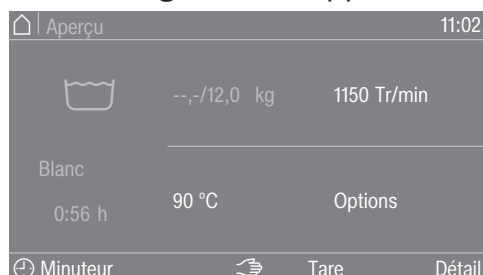 Aperçu 11:02
--,-/12,0 kg 1150 Tr/min
Blanc
0:56 h
90 °C Options
Minuteur Tare Détail